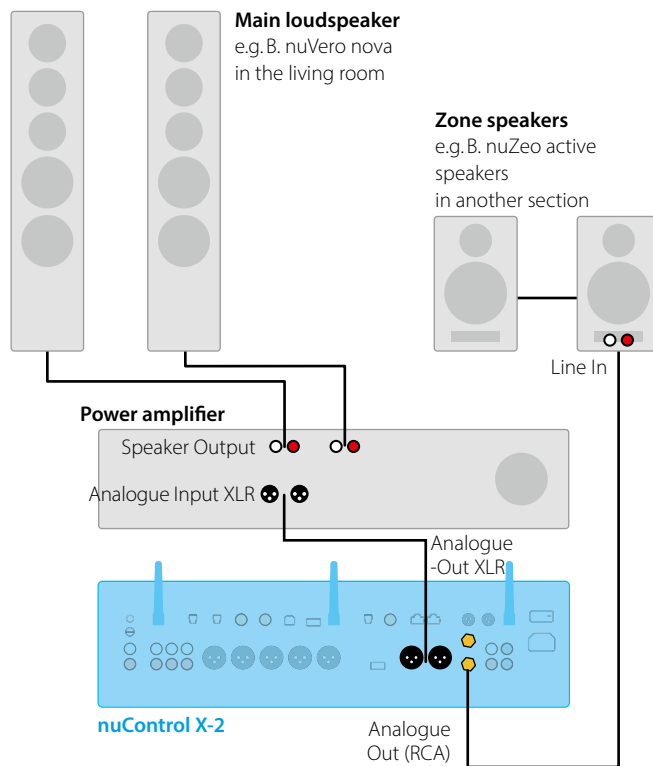 Main loudspeaker
e.g. B. nuVero nova
in the living room
Zone speakers
e.g. B. nuZeo active
speakers
in another section
Line In
Power amplifier
Speaker Output
Analogue Input XLR
Analogue
-Out XLR
nuControl X-2
Analogue
Out (RCA)